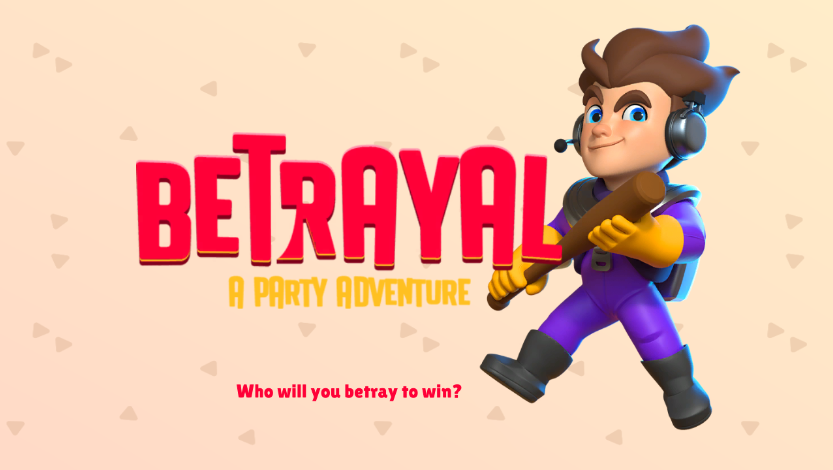 BETRAYAL
A PARTY ADVENTURE
Who will you betray to win?